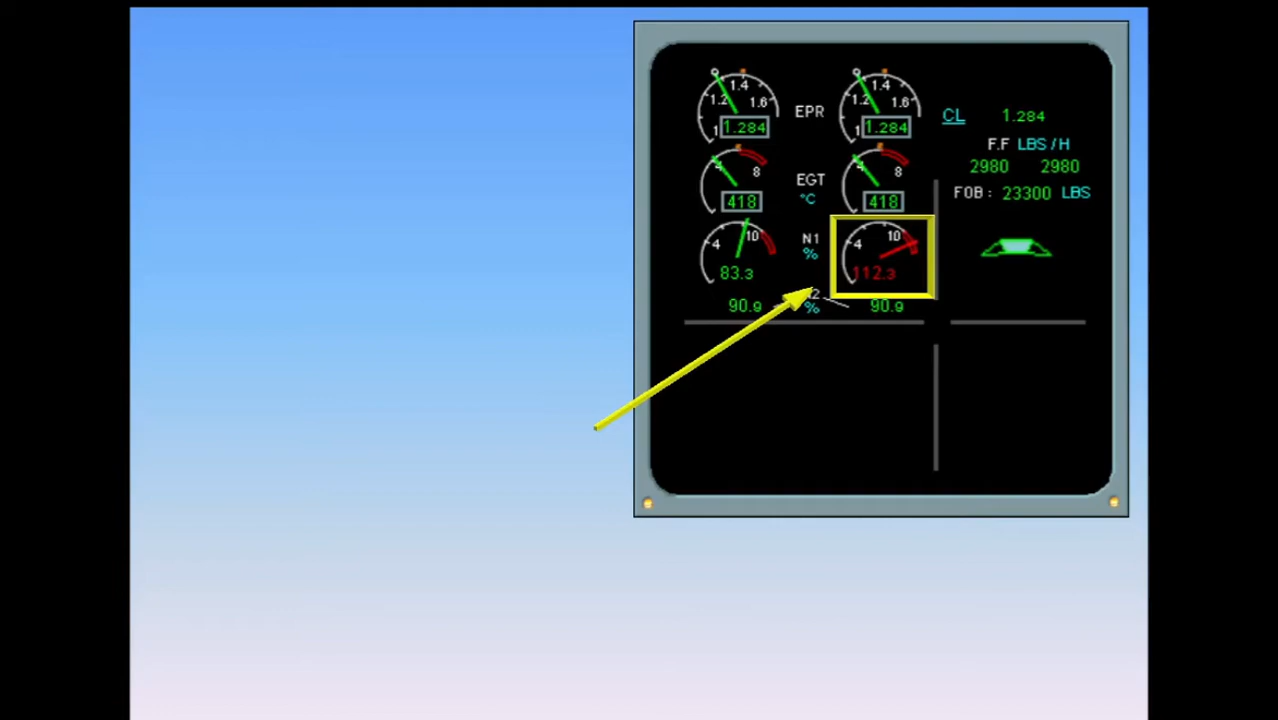 1.4 1.4
1.2 1.6 EPR 1.2 1.6 CL 1.284
1 1.284 1 1.284
F.F LBS/H
4 8 EGT 4 8 2980 2980
418 °C 418 FOB : 23300 LBS
4 10 N1 4 10
83.3 % 112.3
90.9 % 90.9